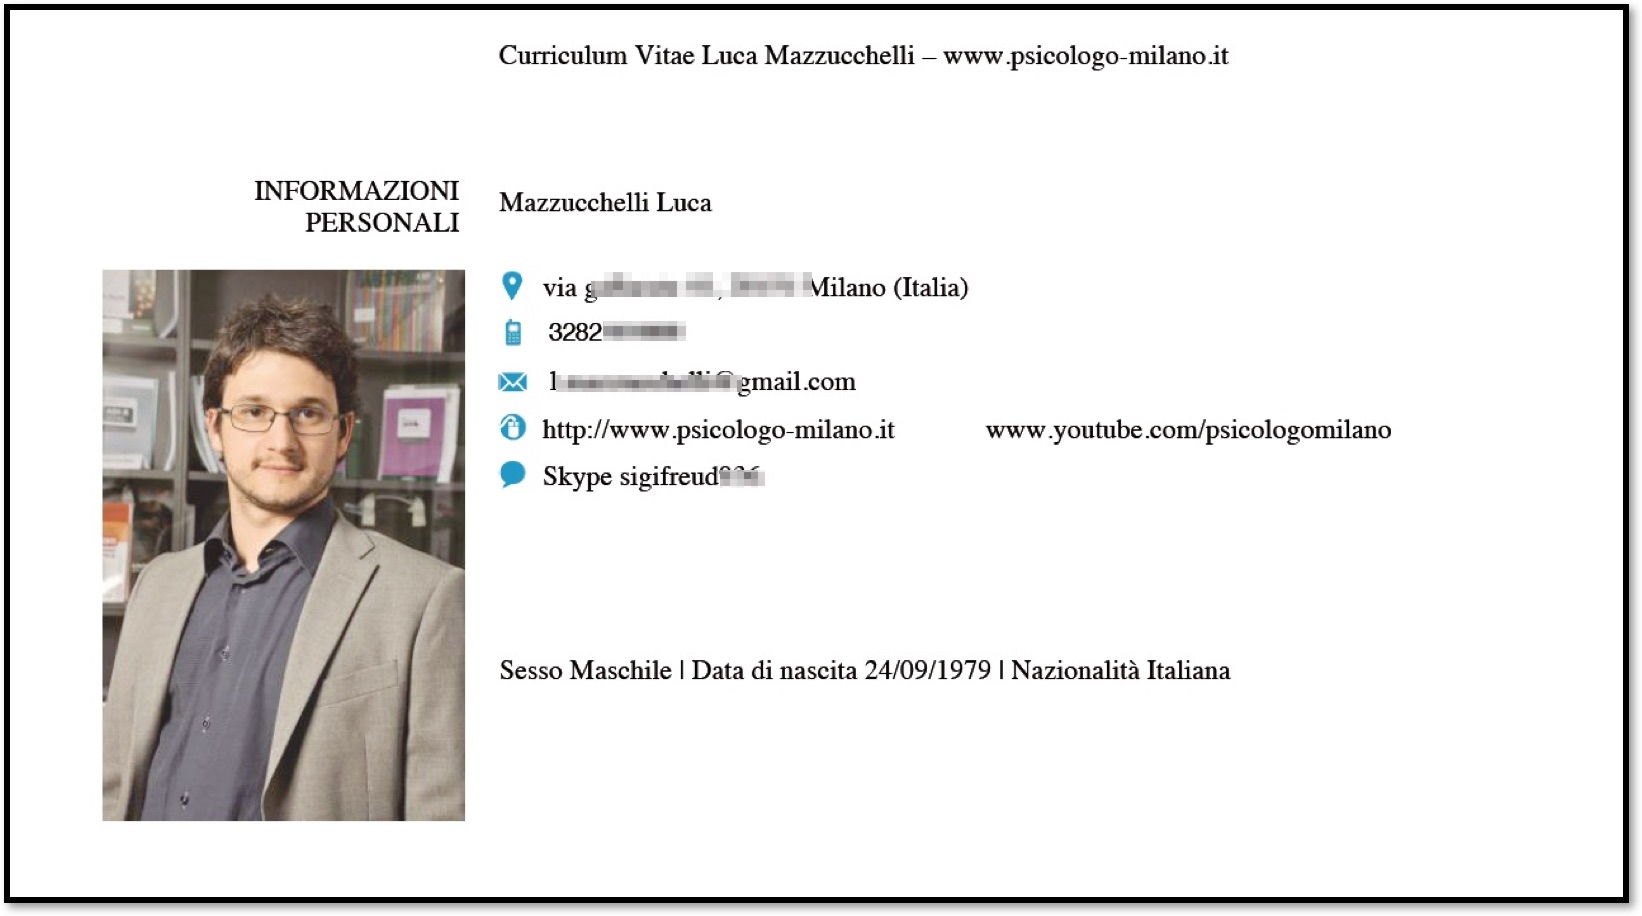 Curriculum Vitae Luca Mazzucchelli – www.psicologo-milano.it
INFORMAZIONI
PERSONALI
Mazzucchelli Luca
via Milano (Italia)
3282
gmail.com
http://www.psicologo-milano.it www.youtube.com/psicologomilano
Skype sigifreud
Sesso Maschile | Data di nascita 24/09/1979 | Nazionalità Italiana